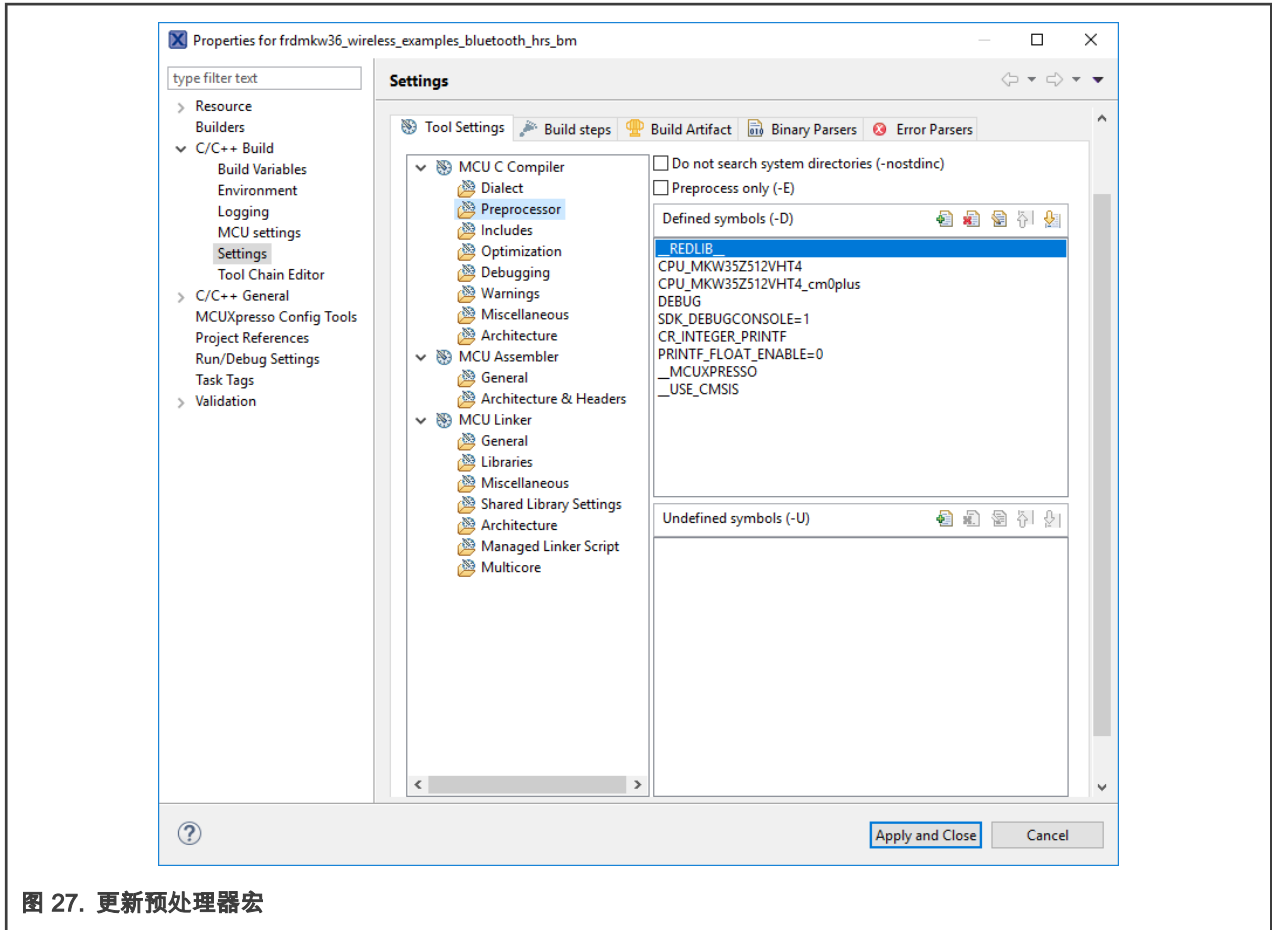 Properties for frdmkw36_wireless_examples_bluetooth_hrs_bm
type filter text
Resource
Builders
C/C++ Build
Build Variables
Environment
Logging
MCU settings
Settings
Tool Chain Editor
C/C++ General
MCUXpresso Config Tools
Project References
Run/Debug Settings
Task Tags
Validation
Settings
Tool Settings
Build steps
Build Artifact
Binary Parsers
Error Parsers
MCU C Compiler
Dialect
Preprocessor
Includes
Optimization
Debugging
Warnings
Miscellaneous
Architecture
MCU Assembler
General
Architecture & Headers
MCU Linker
General
Libraries
Miscellaneous
Shared Library Settings
Architecture
Managed Linker Script
Multicore
Do not search system directories (-nostdinc)
Preprocess only (-E)
Defined symbols (-D)
__REDLIB__
CPU_MKW35Z512VHT4
CPU_MKW35Z512VHT4_cm0plus
DEBUG
SDK_DEBUGCONSOLE=1
CR_INTEGER_PRINTF
PRINTF_FLOAT_ENABLE=0
__MCUXPRESSO
__USE_CMSIS
Undefined symbols (-U)
Apply and Close
Cancel
图 27. 更新预处理器宏